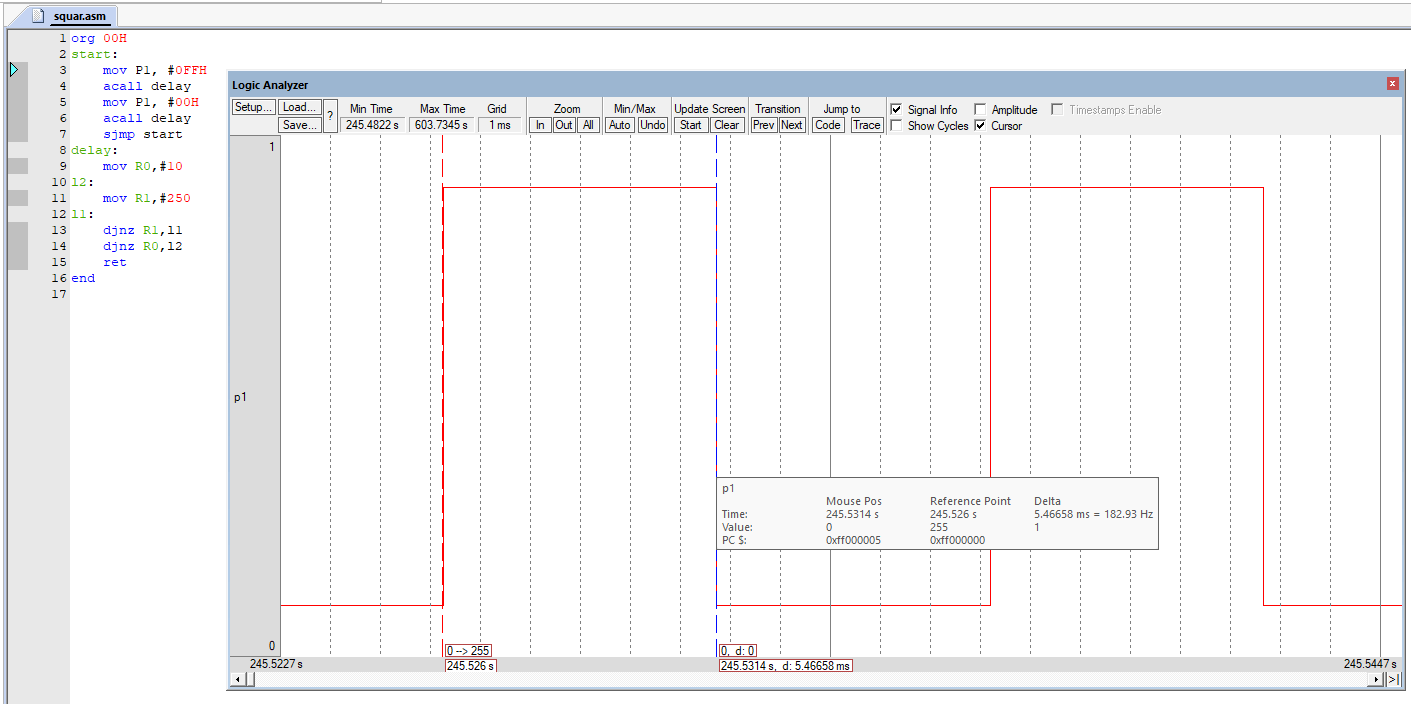 squar.asm
1 org 00H
2 start:
3 mov P1, #0FFH
4 acall delay
5 mov P1, #00H
6 acall delay
7 sjmp start
8 delay:
9 mov R0,#10
10 l2:
11 mov R1,#250
12 l1:
13 djnz R1,l1
14 djnz R0,l2
15 ret
16 end
17
Logic Analyzer
Setup... Load... ? Min Time Max Time Grid Zoom Min/Max Update Screen Transition Jump to Signal Info Amplitude Timestamps Enable
Save... 245.4822 s 603.7345 s 1 ms In Out All Auto Undo Start Clear Prev Next Code Trace Show Cycles Cursor
1
p1
p1
Mouse Pos Reference Point Delta
Time: 245.5314 s 245.526 s 5.46658 ms = 182.93 Hz
Value: 0 255 1
PC $: 0xff000005 0xff000000
0
0 --> 255 0, d: 0
245.5227 s 245.526 s 245.5314 s, d: 5.46658 ms 245.5447 s